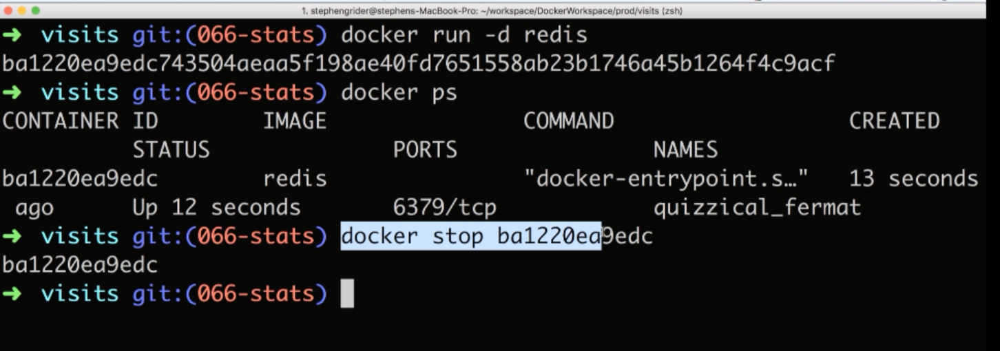 1. stephengrider@stephens-MacBook-Pro: ~/workspace/DockerWorkspace/prod/visits (zsh)
➜ visits git:(066-stats) docker run -d redis
ba1220ea9edc743504aeaa5f198ae40fd7651558ab23b1746a45b1264f4c9acf
➜ visits git:(066-stats) docker ps
CONTAINER ID IMAGE COMMAND CREATED
STATUS PORTS NAMES
ba1220ea9edc redis "docker-entrypoint.s…" 13 seconds
ago Up 12 seconds 6379/tcp quizzical_fermat
➜ visits git:(066-stats) docker stop ba1220ea9edc
ba1220ea9edc
➜ visits git:(066-stats)